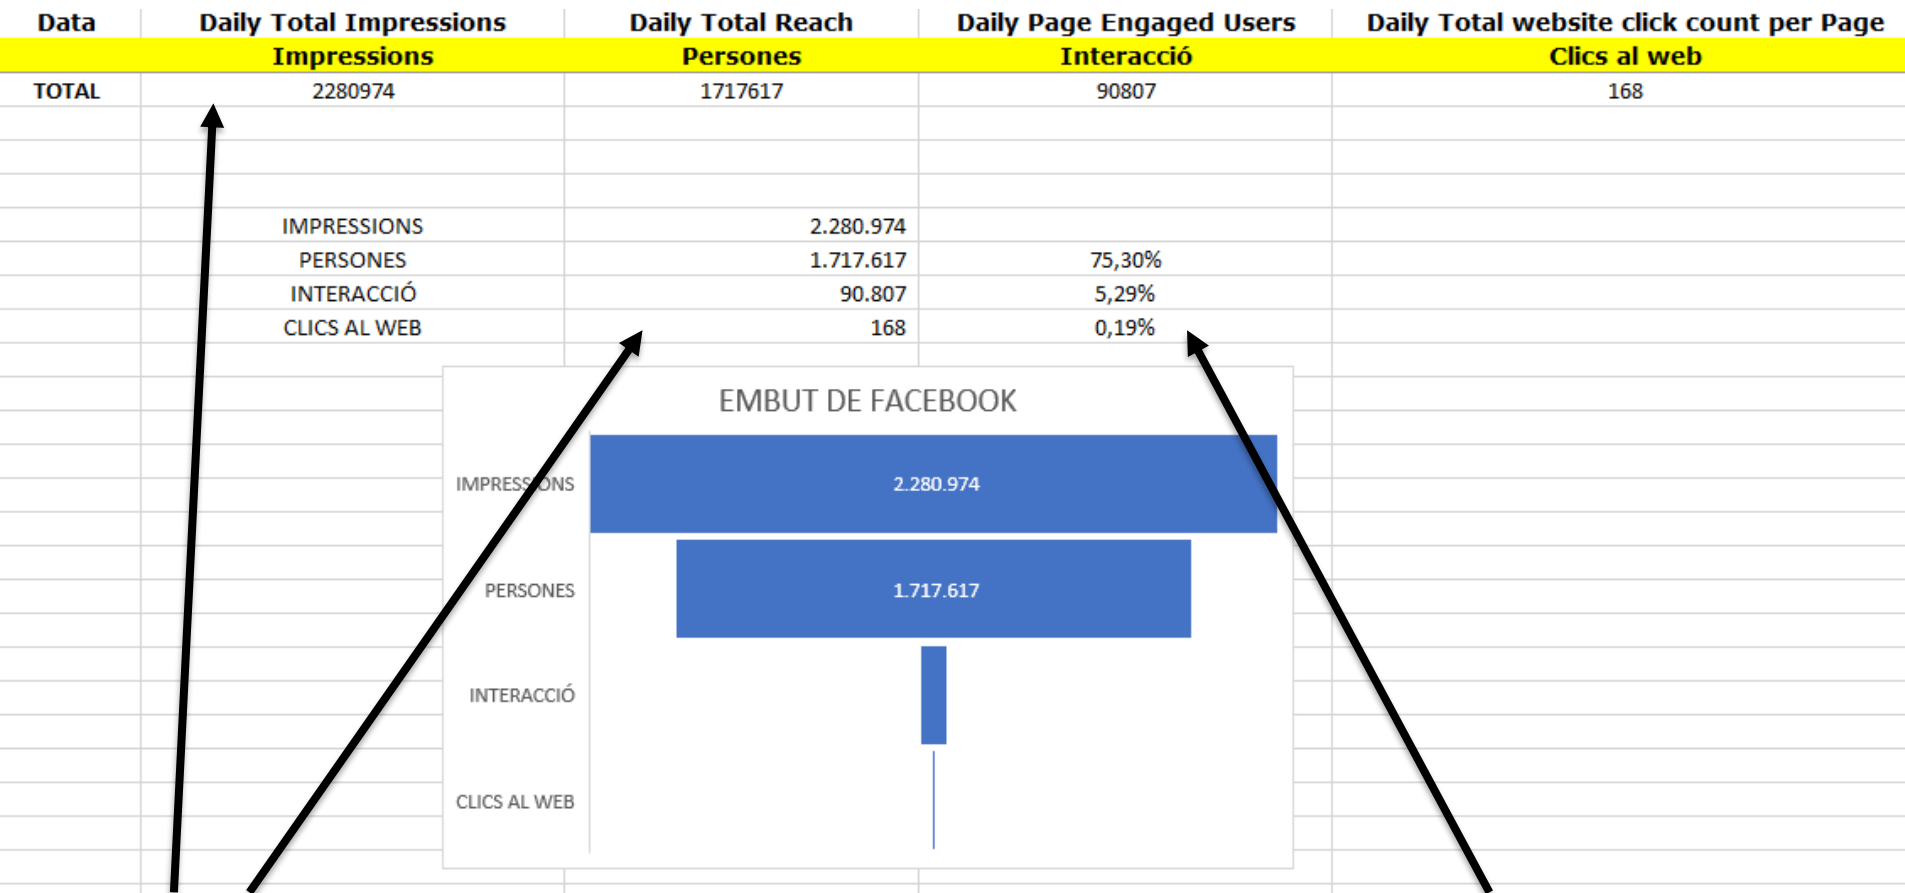 Data Daily Total Impressions Daily Total Reach Daily Page Engaged Users Daily Total website click count per Page
Impressions Persones Interacció Clics al web
TOTAL 2280974 1717617 90807 168
IMPRESSIONS 2.280.974
PERSONES 1.717.617 75,30%
INTERACCIÓ 90.807 5,29%
CLICS AL WEB 168 0,19%
EMBUT DE FACEBOOK
IMPRESSIONS 2.280.974
PERSONES 1.717.617
INTERACCIÓ
CLICS AL WEB